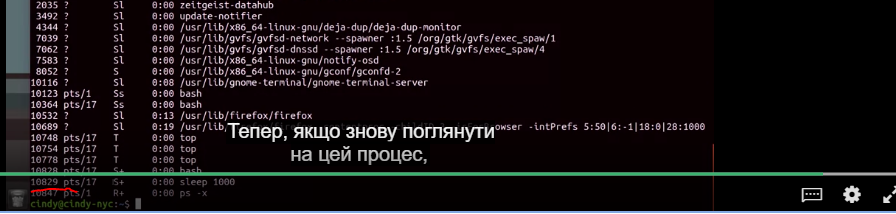 2035 ? Sl 0:00 zeitgeist-datahub
3492 ? Sl 0:00 update-notifier
4344 ? Sl 0:00 /usr/lib/x86_64-linux-gnu/deja-dup/deja-dup-monitor
7039 ? Sl 0:00 /usr/lib/gvfs/gvfsd-network --spawner :1.5 /org/gtk/gvfs/exec_spaw/1
7062 ? Sl 0:00 /usr/lib/gvfs/gvfsd-dnssd --spawner :1.5 /org/gtk/gvfs/exec_spaw/4
7583 ? Sl 0:00 /usr/lib/x86_64-linux-gnu/notify-osd
8052 ? S 0:00 /usr/lib/x86_64-linux-gnu/gconf/gconfd-2
10116 ? Sl 0:08 /usr/lib/gnome-terminal/gnome-terminal-server
10123 pts/1 Ss 0:00 bash
10364 pts/17 Ss 0:00 bash
10532 ? Sl 0:13 /usr/lib/firefox/firefox
10689 ? Sl 0:19 /usr/lib/ owser -intPrefs 5:50|6:-1|18:0|28:1000
10748 pts/17 T 0:00 top
10754 pts/17 T 0:00 top
10778 pts/17 T 0:00 top
10828 pts/17 S+ 0:00 bash
10829 pts/17 S+ 0:00 sleep 1000
10847 pts/1 R+ 0:00 ps -x
cindy@cindy-nyc:~$
Тепер, якщо знову поглянути
на цей процес,